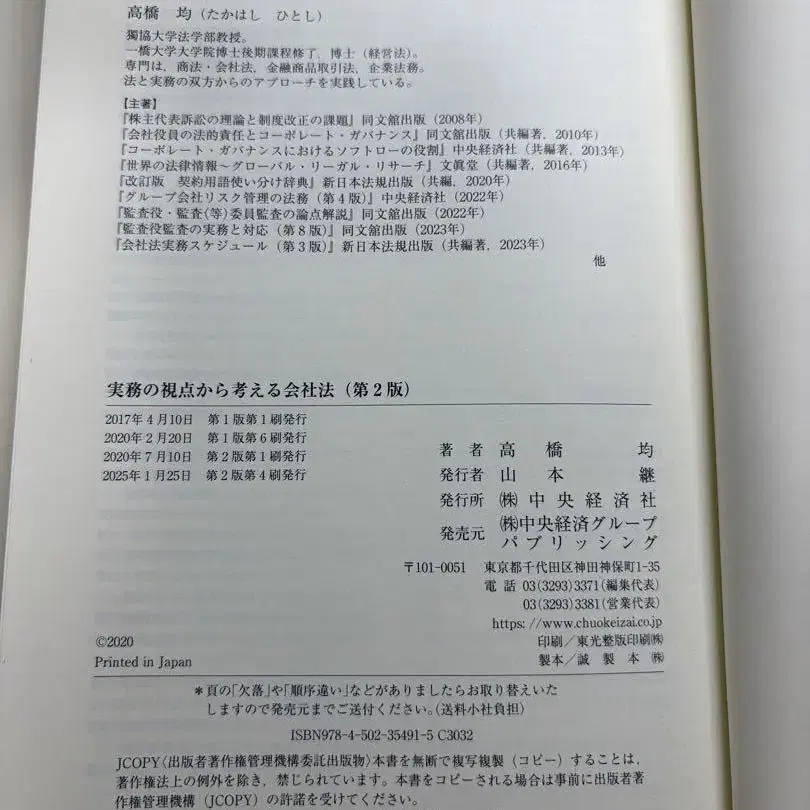 高橋 均(たかはし ひとし)
獨協大学法学部教授。
一橋大学大学院博士後期課程修了,博士(経営法)。
専門は,商法・会社法,金融商品取引法,企業法務。
法と実務の双方からのアプローチを実践している。
【主著】
『株主代表訴訟の理論と制度改正の課題』同文舘出版(2008年)
『会社役員の法的責任とコーポレート・ガバナンス』同文舘出版(共編著,2010年)
『コーポレート・ガバナンスにおけるソフトローの役割』中央経済社(共編著,2013年)
『世界の法律情報~グローバル・リーガル・リサーチ』文眞堂(共編著,2016年)
『改訂版 契約用語使い分け辞典』新日本法規出版(共編,2020年)
『グループ会社リスク管理の法務(第4版)』中央経済社(2022年)
『監査役・監査(等)委員監査の論点解説』同文舘出版(2022年)
『監査役監査の実務と対応(第8版)』同文舘出版(2023年)
『会社法実務スケジュール(第3版)』新日本法規出版(共編著,2023年)
他
実務の視点から考える会社法(第2版)
2017年4月10日 第1版第1刷発行
2020年2月20日 第1版第6刷発行
2020年7月10日 第2版第1刷発行
2025年1月25日 第2版第4刷発行
著者 高橋 均
発行者 山本 継
発行所 ㈱中央経済社
発売元 ㈱中央経済グループ
パブリッシング
〒101-0051 東京都千代田区神田神保町1-35
電話 03(3293)3371(編集代表)
03(3293)3381(営業代表)
https://www.chuokeizai.co.jp
印刷/東光整版印刷㈱
製本/誠製本㈱
©2020
Printed in Japan
*頁の「欠落」や「順序違い」などがありましたらお取り替えいた
しますので発売元までご送付ください。(送料小社負担)
ISBN978-4-502-35491-5 C3032
JCOPY〈出版者著作権管理機構委託出版物〉本書を無断で複写複製(コピー)することは,
著作権法上の例外を除き,禁じられています。本書をコピーされる場合は事前に出版者著
作権管理機構(JCOPY)の許諾を受けてください。